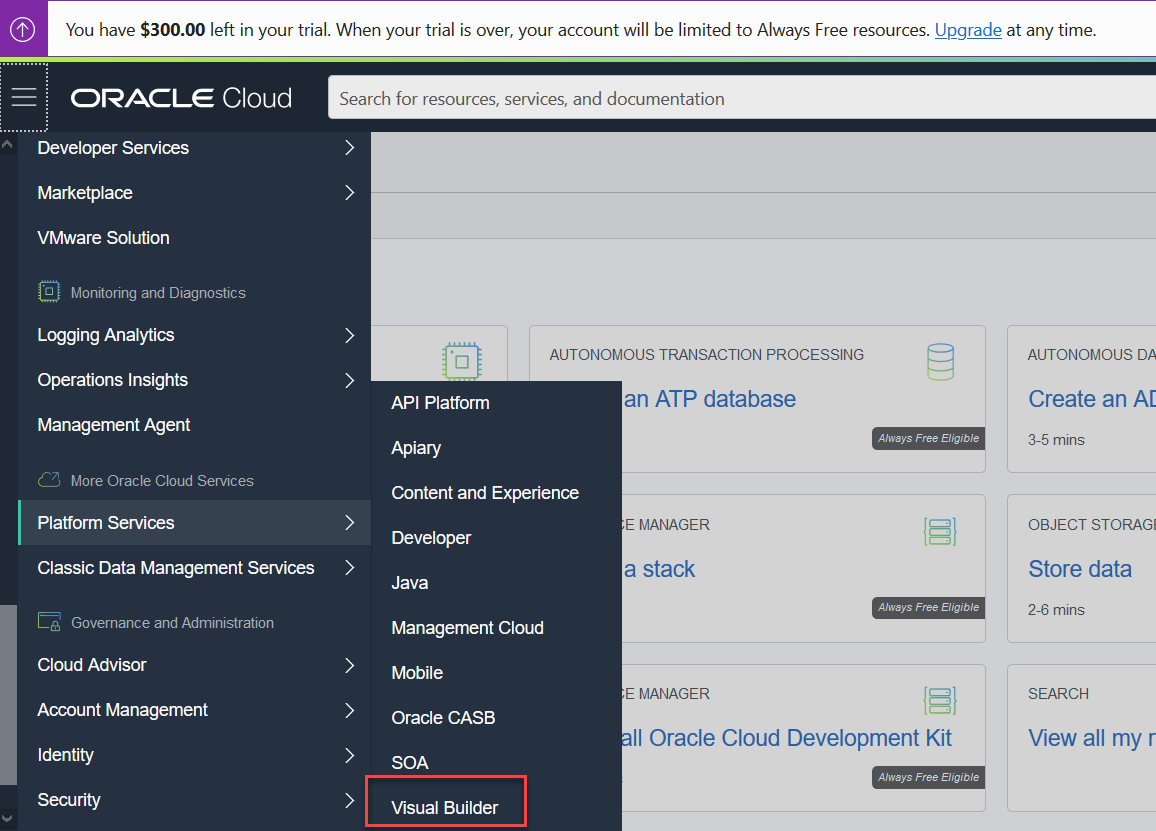 You have $300.00 left in your trial. When your trial is over, your account will be limited to Always Free resources. Upgrade at any time.
ORACLE Cloud
Search for resources, services, and documentation
Developer Services
Marketplace
VMware Solution
Monitoring and Diagnostics
Logging Analytics
Operations Insights
Management Agent
More Oracle Cloud Services
Platform Services
Classic Data Management Services
Governance and Administration
Cloud Advisor
Account Management
Identity
Security
API Platform
Apiary
Content and Experience
Developer
Java
Management Cloud
Mobile
Oracle CASB
SOA
Visual Builder
AUTONOMOUS TRANSACTION PROCESSING
an ATP database
Always Free Eligible
AUTONOMOUS DA
Create an AD
3-5 mins
CE MANAGER
a stack
Always Free Eligible
OBJECT STORAGE
Store data
2-6 mins
CE MANAGER
all Oracle Cloud Development Kit
Always Free Eligible
SEARCH
View all my r